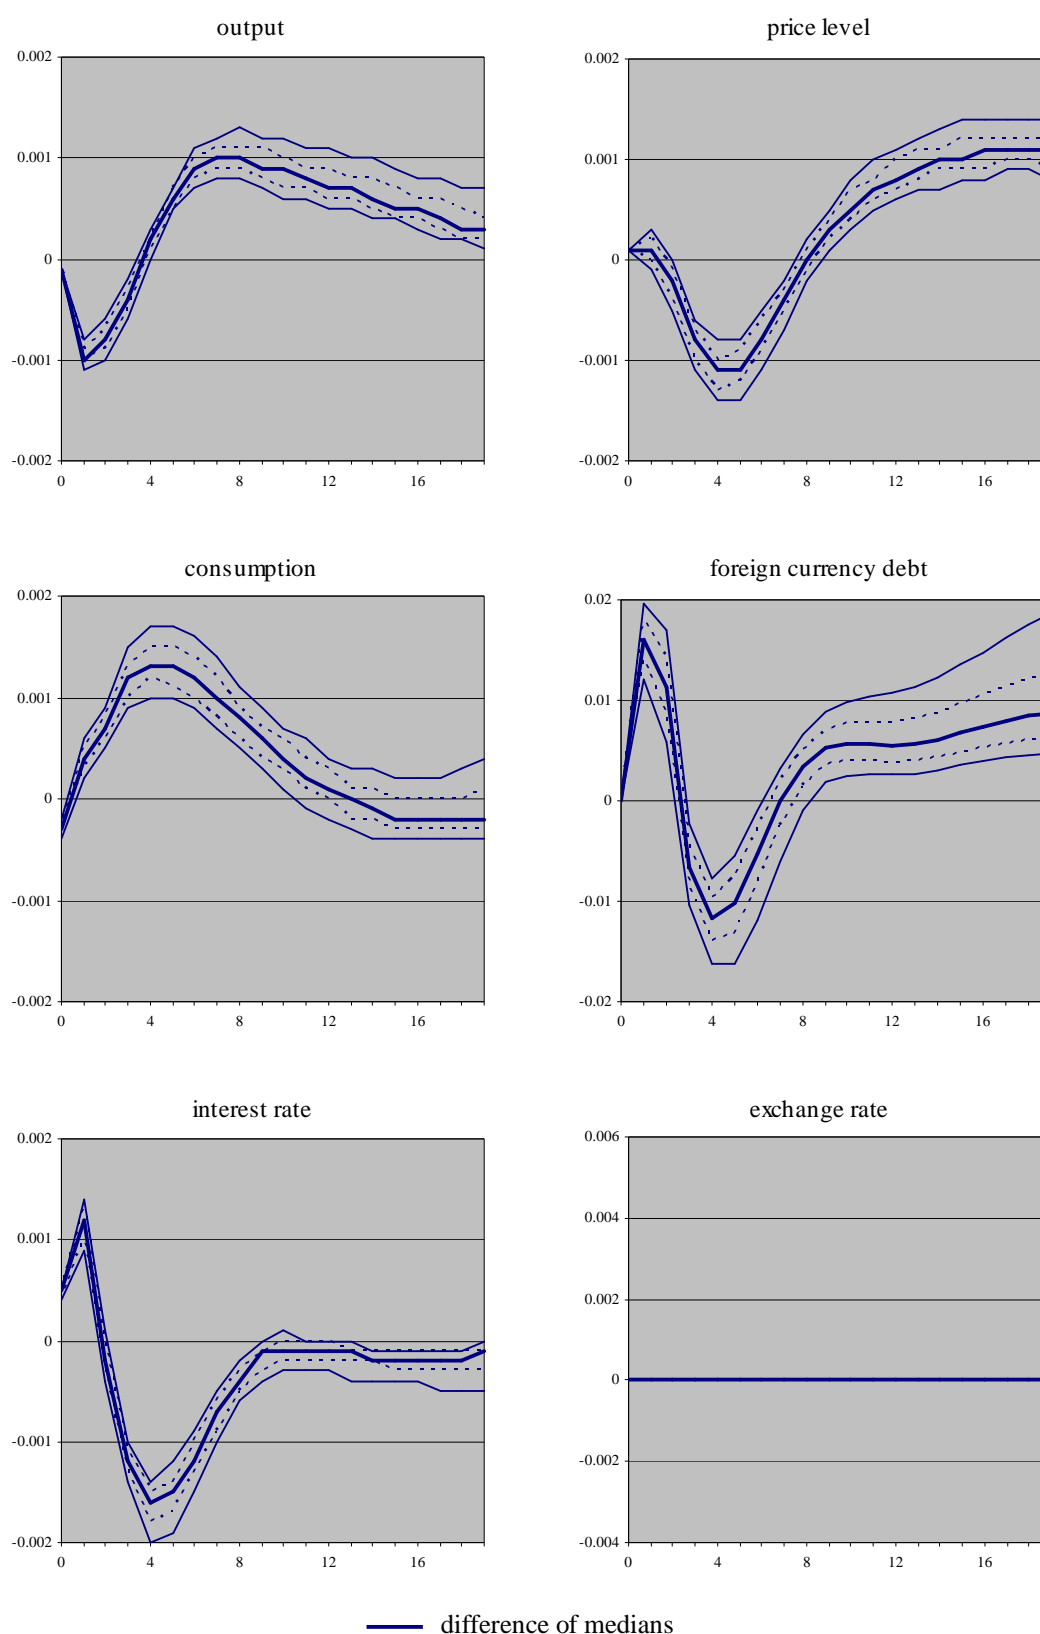 output
0.002
0.001
0
-0.001
-0.002
0 4 8 12 16
price level
0.002
0.001
0
-0.001
-0.002
0 4 8 12 16
consumption
0.002
0.001
0
-0.001
-0.002
0 4 8 12 16
foreign currency debt
0.02
0.01
0
-0.01
-0.02
0 4 8 12 16
interest rate
0.002
0.001
0
-0.001
-0.002
0 4 8 12 16
exchange rate
0.006
0.004
0.002
0
-0.002
-0.004
0 4 8 12 16
difference of medians